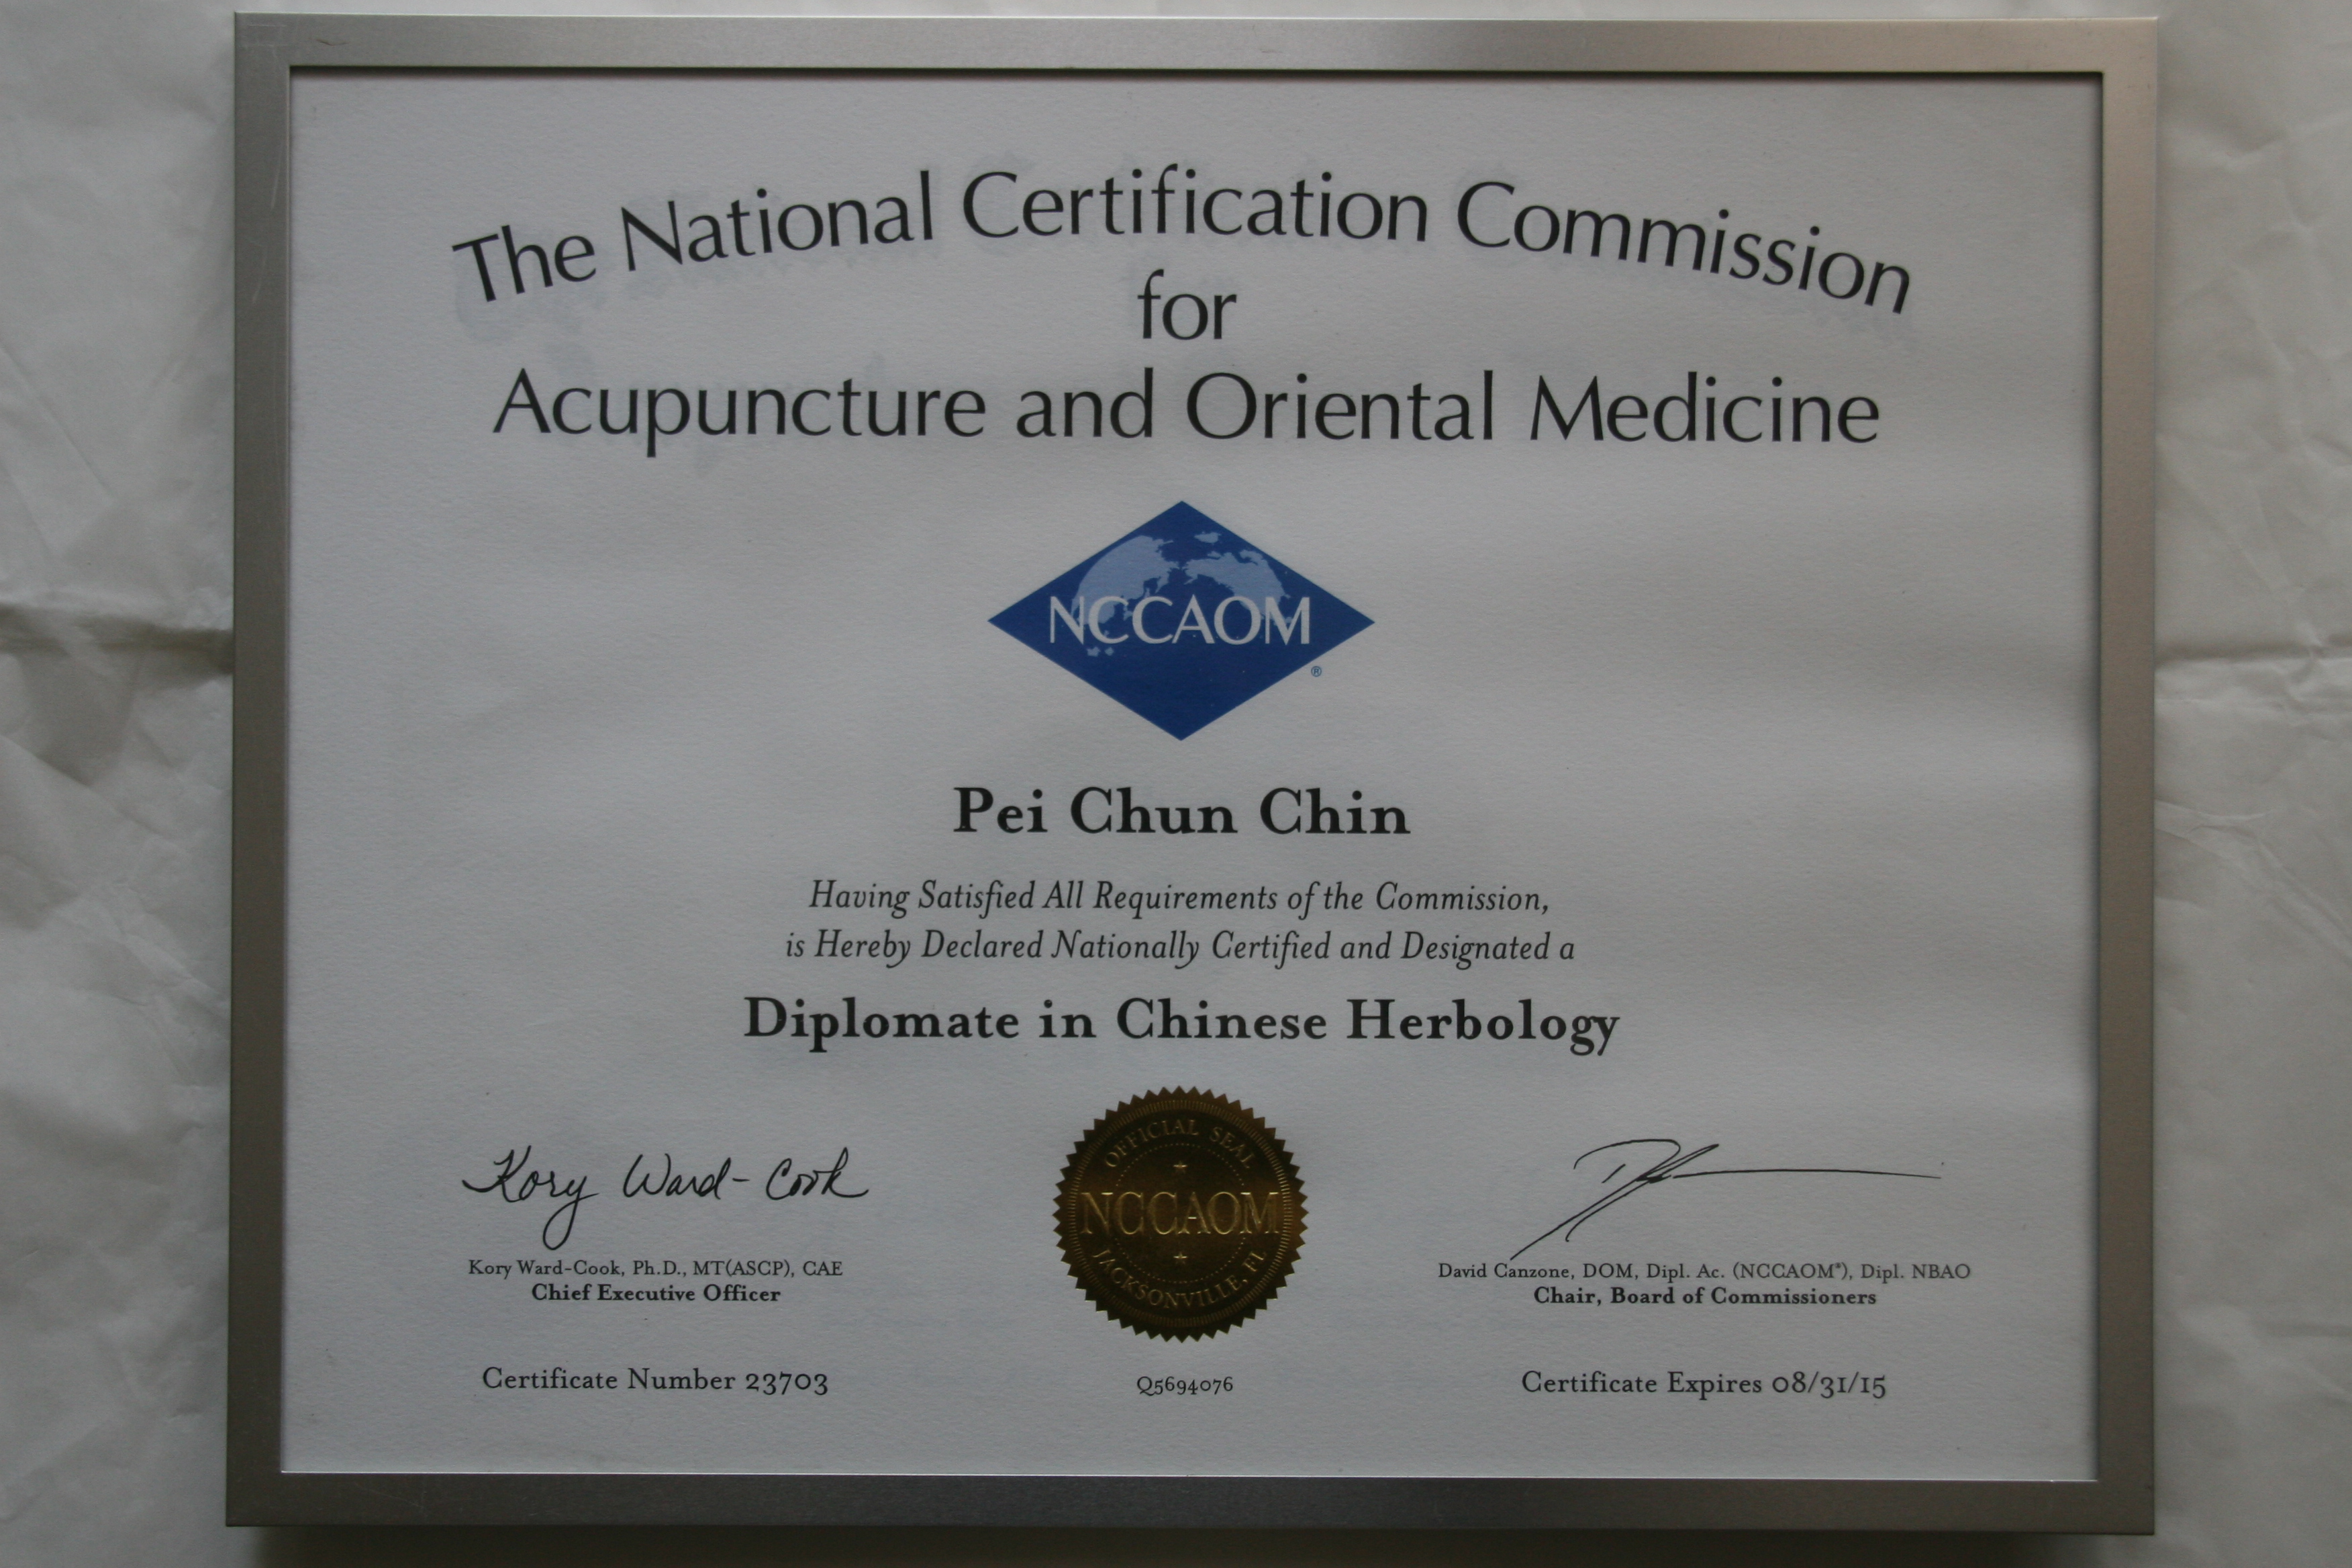 The National Certification Commission
for
Acupuncture and Oriental Medicine
NCCAOM
®
Pei Chun Chin
Having Satisfied All Requirements of the Commission,
is Hereby Declared Nationally Certified and Designated a
Diplomate in Chinese Herbology
Kory Ward-Cook
Kory Ward-Cook, Ph.D., MT(ASCP), CAE
Chief Executive Officer
OFFICIAL SEAL
NCCAOM
JACKSONVILLE, FL
David Canzone, DOM, Dipl. Ac. (NCCAOM®), Dipl. NBAO
Chair, Board of Commissioners
Certificate Number 23703
Q5694076
Certificate Expires 08/31/15